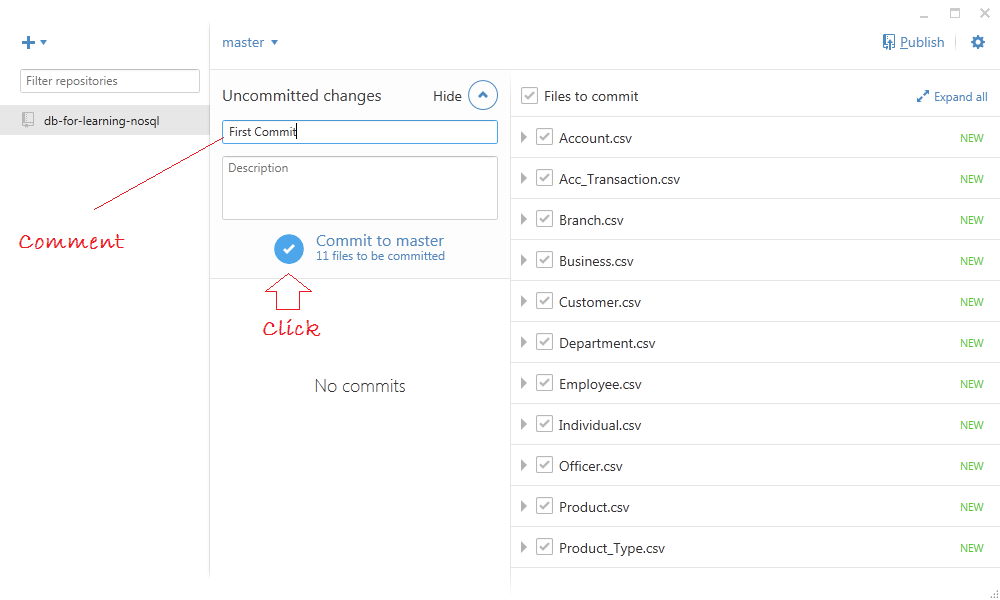 master
Publish
Filter repositories
db-for-learning-nosql
Uncommitted changes
Hide
First Commit
Description
Comment
Commit to master
11 files to be committed
Click
No commits
Files to commit
Expand all
Account.csv NEW
Acc_Transaction.csv NEW
Branch.csv NEW
Business.csv NEW
Customer.csv NEW
Department.csv NEW
Employee.csv NEW
Individual.csv NEW
Officer.csv NEW
Product.csv NEW
Product_Type.csv NEW